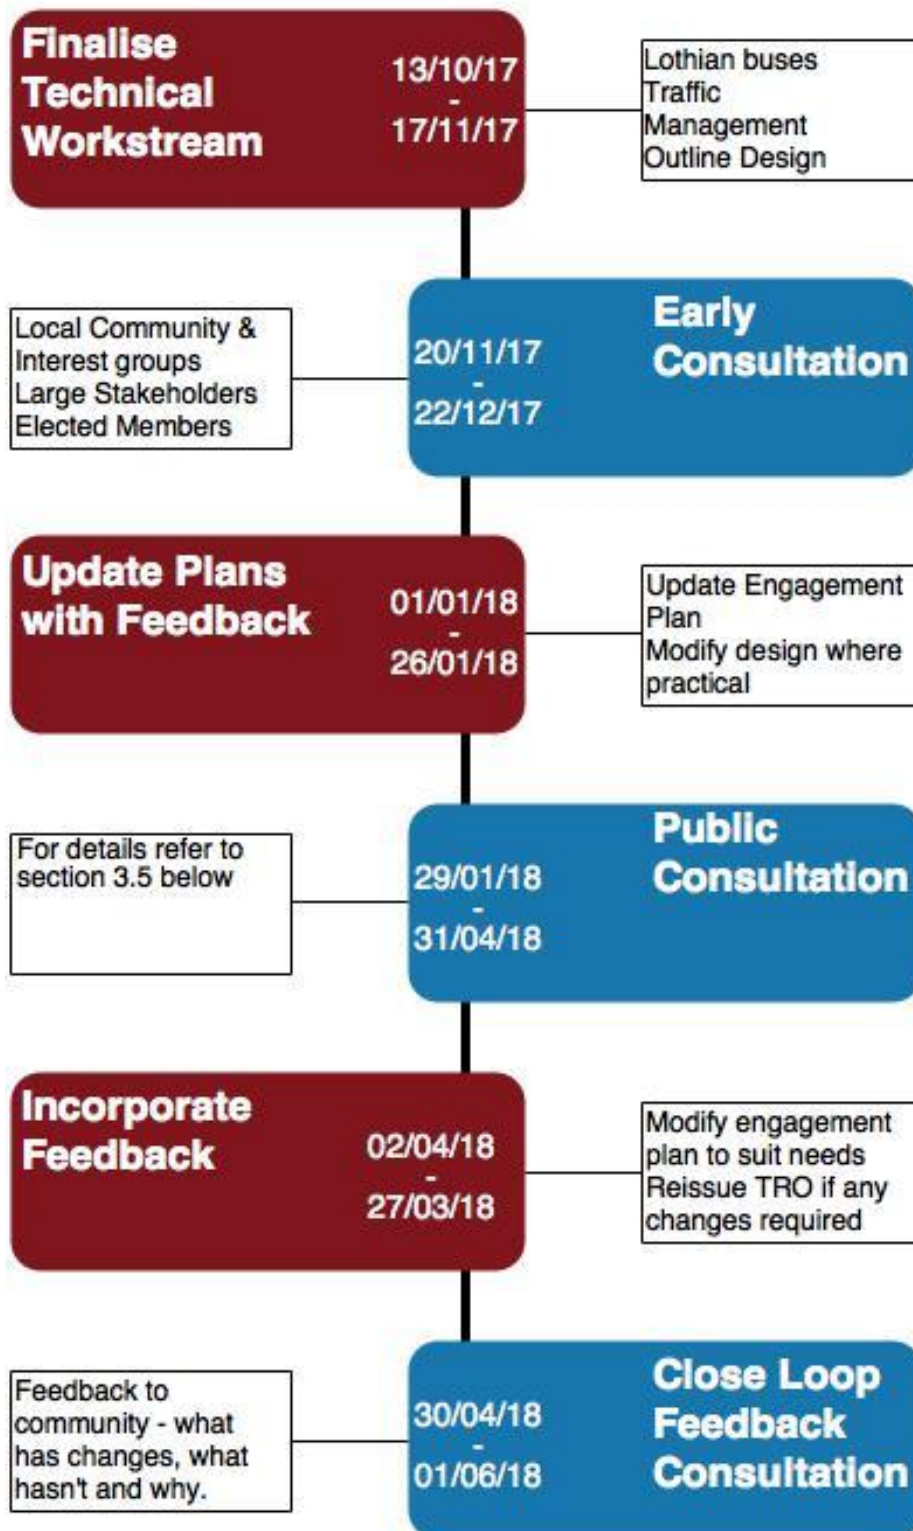 Finalise
Technical
Workstream
13/10/17
-
17/11/17
Lothian buses
Traffic
Management
Outline Design
Local Community &
Interest groups
Large Stakeholders
Elected Members
20/11/17
-
22/12/17
Early
Consultation
Update Plans
with Feedback
01/01/18
-
26/01/18
Update Engagement
Plan
Modify design where
practical
For details refer to
section 3.5 below
29/01/18
-
31/04/18
Public
Consultation
Incorporate
Feedback
02/04/18
-
27/03/18
Modify engagement
plan to suit needs
Reissue TRO if any
changes required
Feedback to
community - what
has changes, what
hasn't and why.
30/04/18
-
01/06/18
Close Loop
Feedback
Consultation